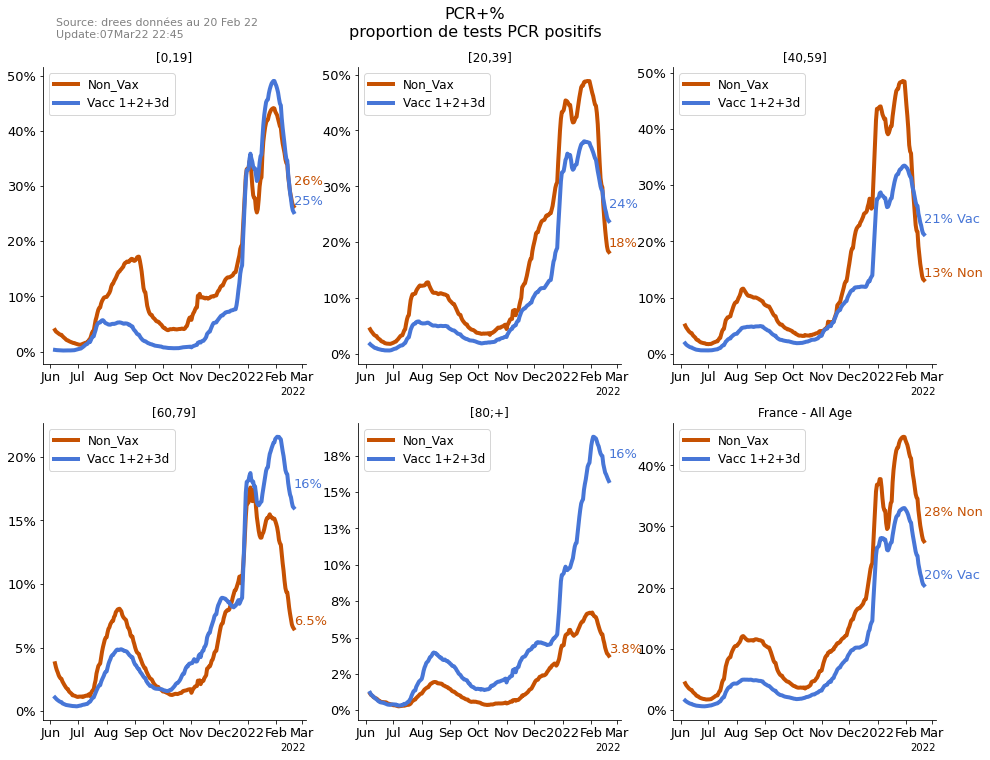 Source: drees données au 20 Feb 22
Update:07Mar22 22:45
PCR+%
proportion de tests PCR positifs
[0,19]
50%
40%
30%
20%
10%
0%
Non_Vax
Vacc 1+2+3d
26%
25%
Jun Jul Aug Sep Oct Nov Dec2022 Feb Mar
2022
[20,39]
50%
40%
30%
20%
10%
0%
Non_Vax
Vacc 1+2+3d
24%
18%
Jun Jul Aug Sep Oct Nov Dec2022 Feb Mar
2022
[40,59]
50%
40%
30%
20%
10%
0%
Non_Vax
Vacc 1+2+3d
21% Vac
13% Non
Jun Jul Aug Sep Oct Nov Dec2022 Feb Mar
2022
[60,79]
20%
15%
10%
5%
0%
Non_Vax
Vacc 1+2+3d
16%
6.5%
Jun Jul Aug Sep Oct Nov Dec2022 Feb Mar
2022
[80;+]
18%
15%
13%
10%
8%
5%
2%
0%
Non_Vax
Vacc 1+2+3d
16%
3.8%
Jun Jul Aug Sep Oct Nov Dec2022 Feb Mar
2022
France - All Age
40%
30%
20%
10%
0%
Non_Vax
Vacc 1+2+3d
28% Non
20% Vac
Jun Jul Aug Sep Oct Nov Dec2022 Feb Mar
2022